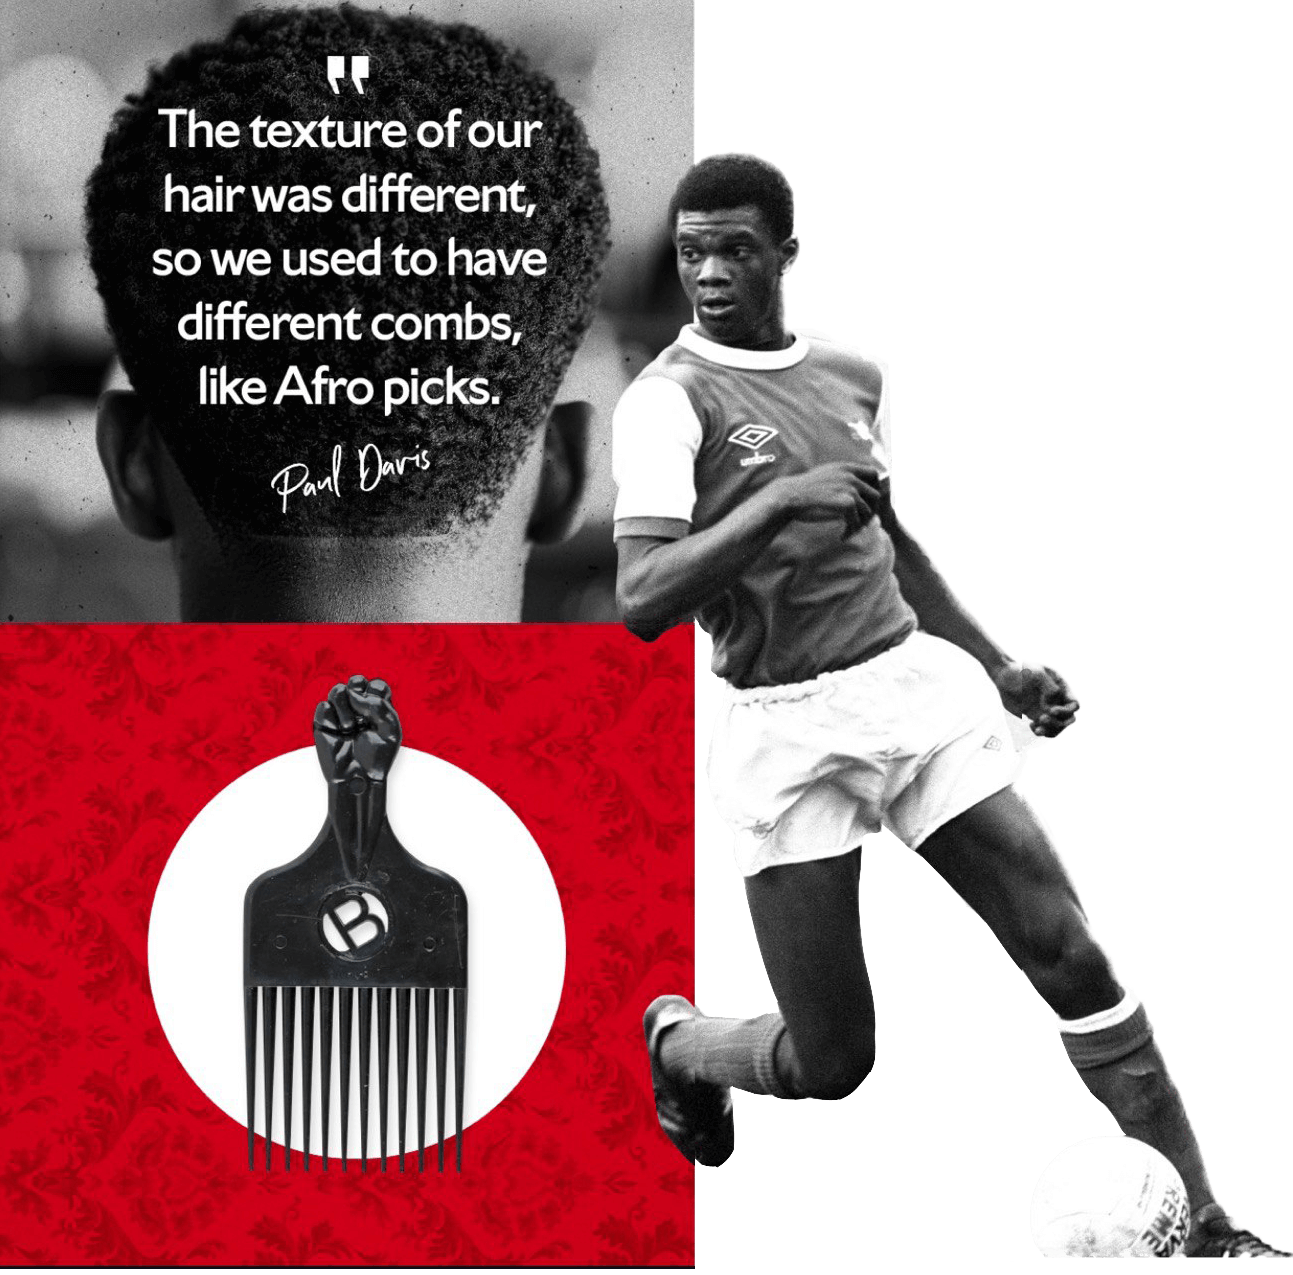 "
The texture of our
hair was different,
so we used to have
different combs,
like Afro picks.
Paul Davis
umbro
B